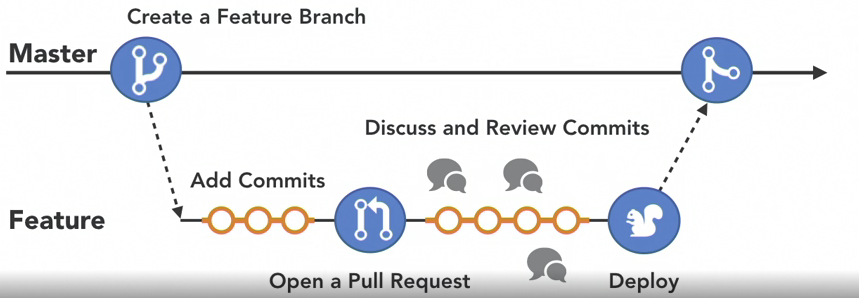 Create a Feature Branch
Master
Discuss and Review Commits
Add Commits
Feature
Open a Pull Request
Deploy